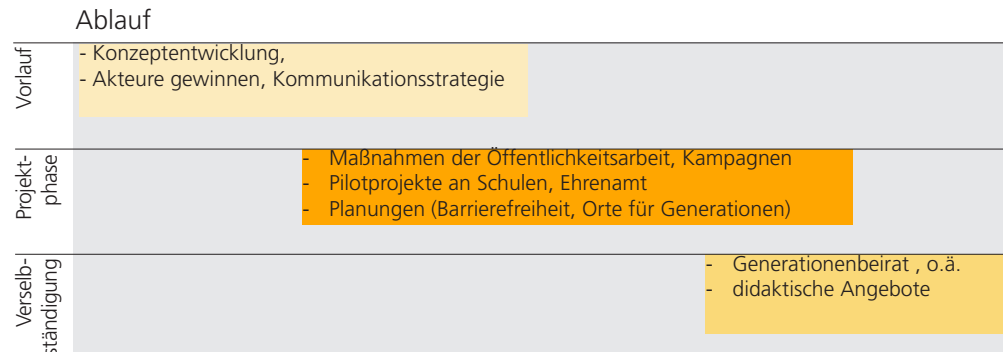 Ablauf
Vorlauf
- Konzeptentwicklung,
- Akteure gewinnen, Kommunikationsstrategie
Projekt-
phase
- Maßnahmen der Öffentlichkeitsarbeit, Kampagnen
- Pilotprojekte an Schulen, Ehrenamt
- Planungen (Barrierefreiheit, Orte für Generationen)
Verselb-
ständigung
- Generationenbeirat , o.ä.
- didaktische Angebote